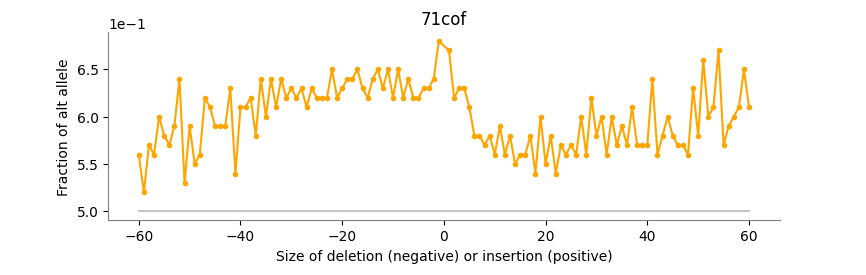 71cof
1e−1
Fraction of alt allele
6.5
6.0
5.5
5.0
−60 −40 −20 0 20 40 60
Size of deletion (negative) or insertion (positive)